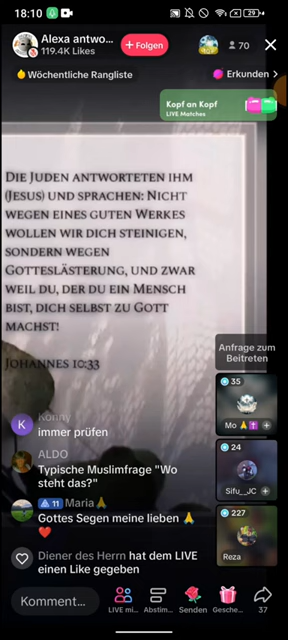 18:10
29
Alexa antwo...
119.4K Likes
+ Folgen
70
Wöchentliche Rangliste
Erkunden >
Kopf an Kopf
LIVE Matches
Die Juden antworteten ihm
(Jesus) und sprachen: Nicht
wegen eines guten Werkes
wollen wir dich steinigen,
sondern wegen
Gotteslästerung, und zwar
weil du, der du ein Mensch
bist, dich selbst zu Gott
machst!
Johannes 10:33
Anfrage zum
Beitreten
35
Mo
24
Sifu_JC
227
Reza
K
Konny
immer prüfen
ALDO
Typische Muslimfrage "Wo
steht das?"
11 Maria🙏
Gottes Segen meine lieben 🙏
❤️
Diener des Herrn hat dem LIVE
einen Like gegeben
Komment...
LIVE mi...
Abstim...
Senden
Gesche...
37